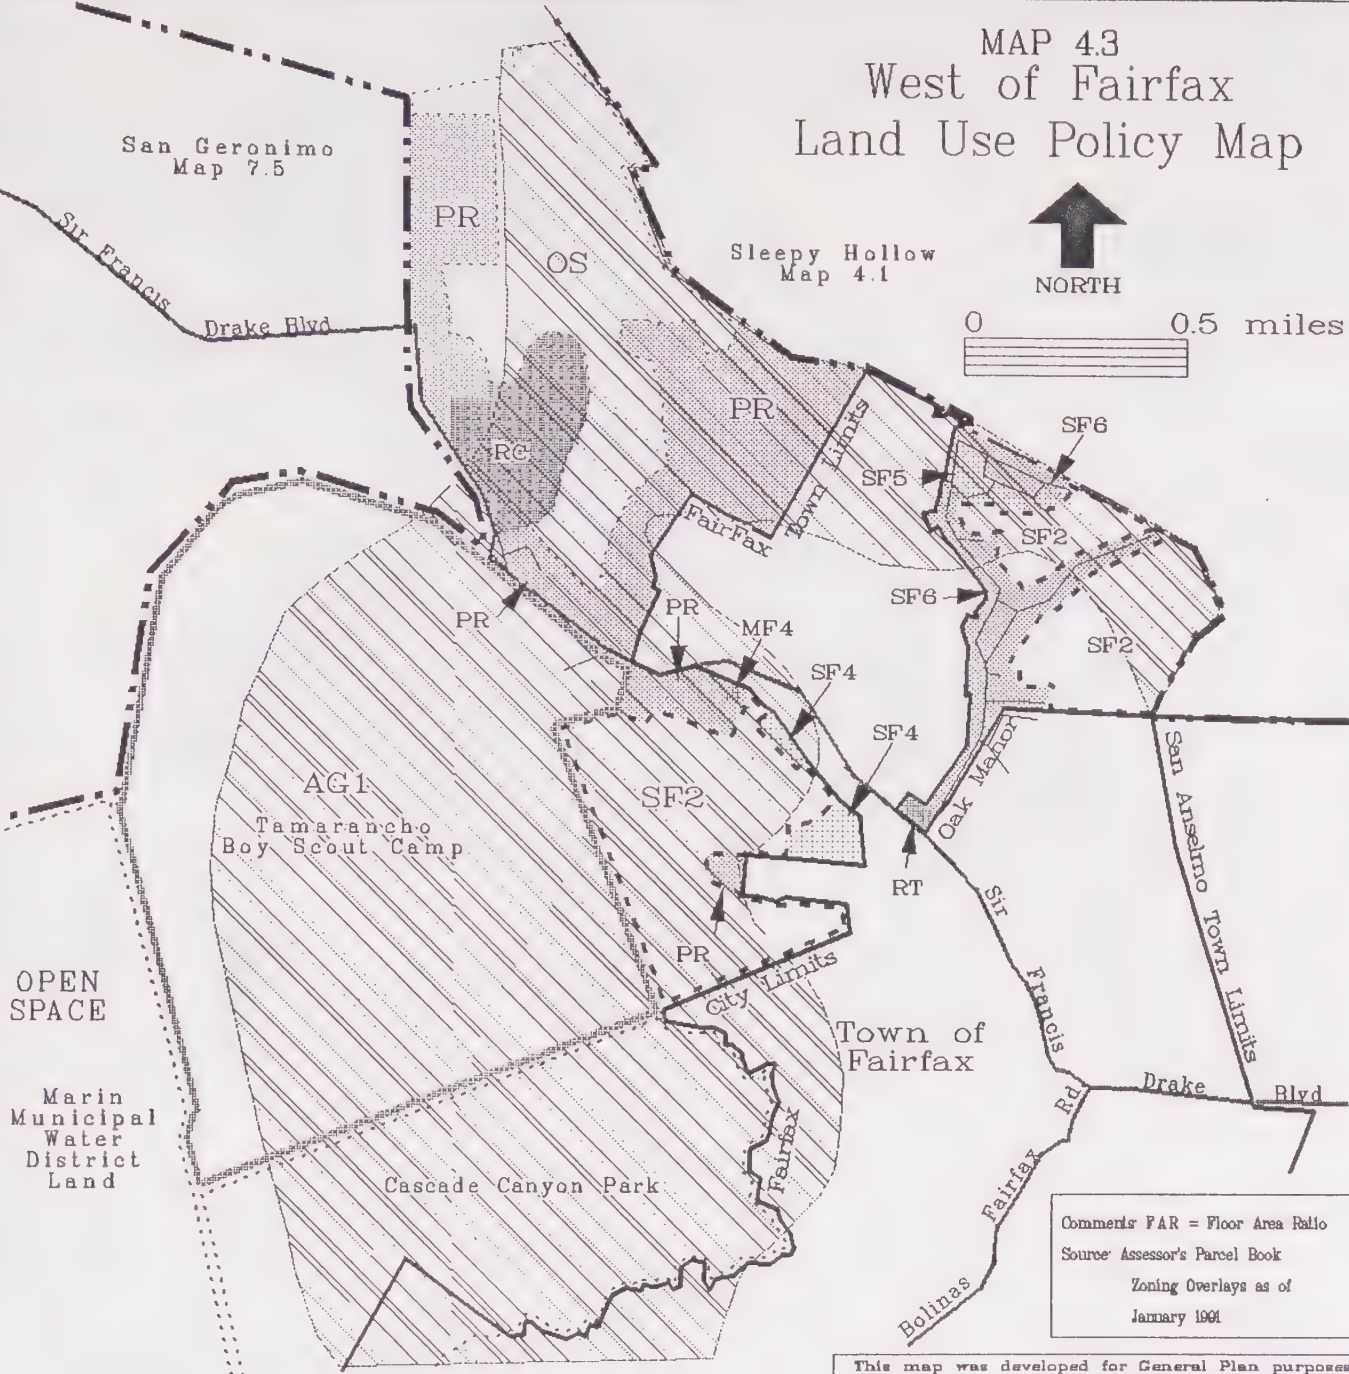 MAP 4.3
West of Fairfax
Land Use Policy Map
NORTH
0 0.5 miles
San Geronimo
Map 7.5
Sir Francis
Drake Blvd
Sleepy Hollow
Map 4.1
PR
OS
RC
PR
FairFax
Town Limits
SF5
SF6
SF2
SF6
SF2
PR
PR
MF4
SF4
SF4
Oak Manor
RT
AG1
Tamarancho
Boy Scout Camp
SF2
PR
City Limits
San Anselmo Town Limits
Sir
Francis
Drake
Blvd
OPEN
SPACE
Marin
Municipal
Water
District
Land
Town of
Fairfax
Fairfax
Cascade Canyon Park
Bolinas
Fairfax
Rd
Comments FAR = Floor Area Ratio
Source: Assessor's Parcel Book
Zoning Overlays as of
January 1991
This map was developed for General Plan purposes